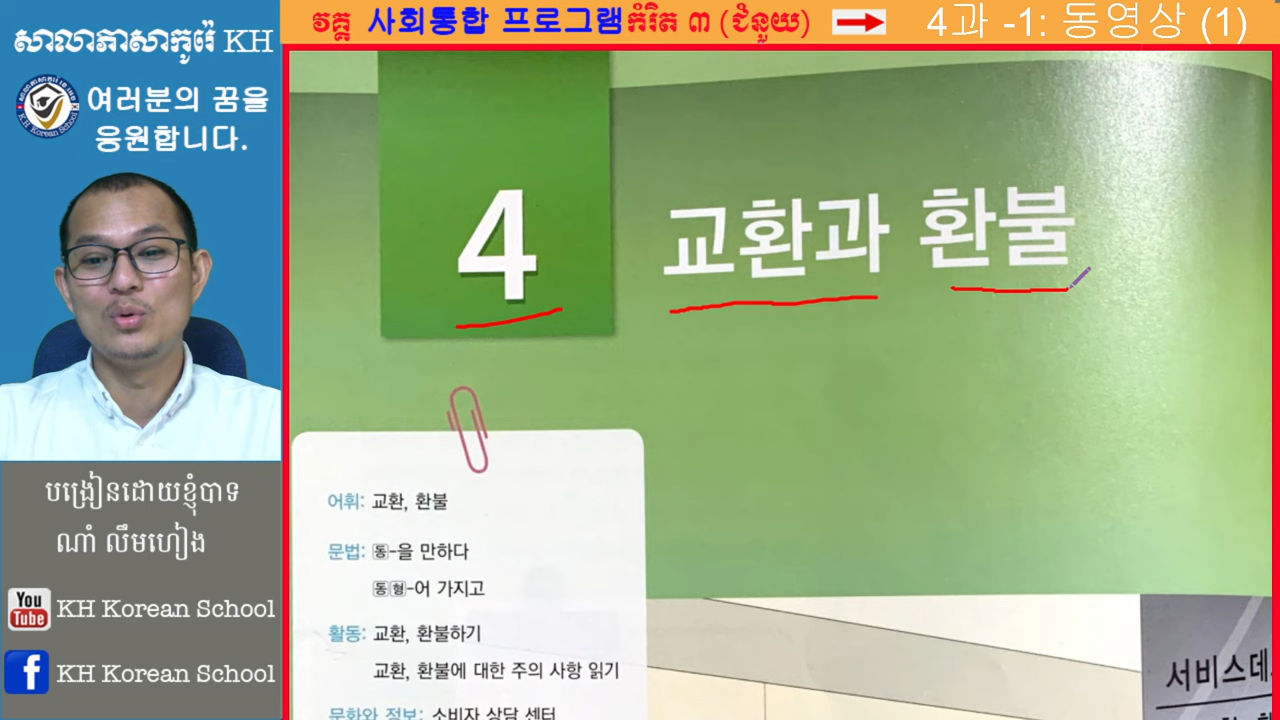 សាលាភាសាកូរ៉េ KH
여러분의 꿈을
응원합니다.
វគ្គ 사회통합 프로그램 កំរិត ៣ (ជំនួយ)
4과 -1: 동영상 (1)
4 교환과 환불
어휘: 교환, 환불
문법: 동-을 만하다
동형-어 가지고
활동: 교환, 환불하기
교환, 환불에 대한 주의 사항 읽기
문화와 정보: 소비자 상담 센터
서비스데
បង្រៀនដោយខ្ញុំបាទ
ណាំ លឹមហៀង
You Tube KH Korean School
f KH Korean School